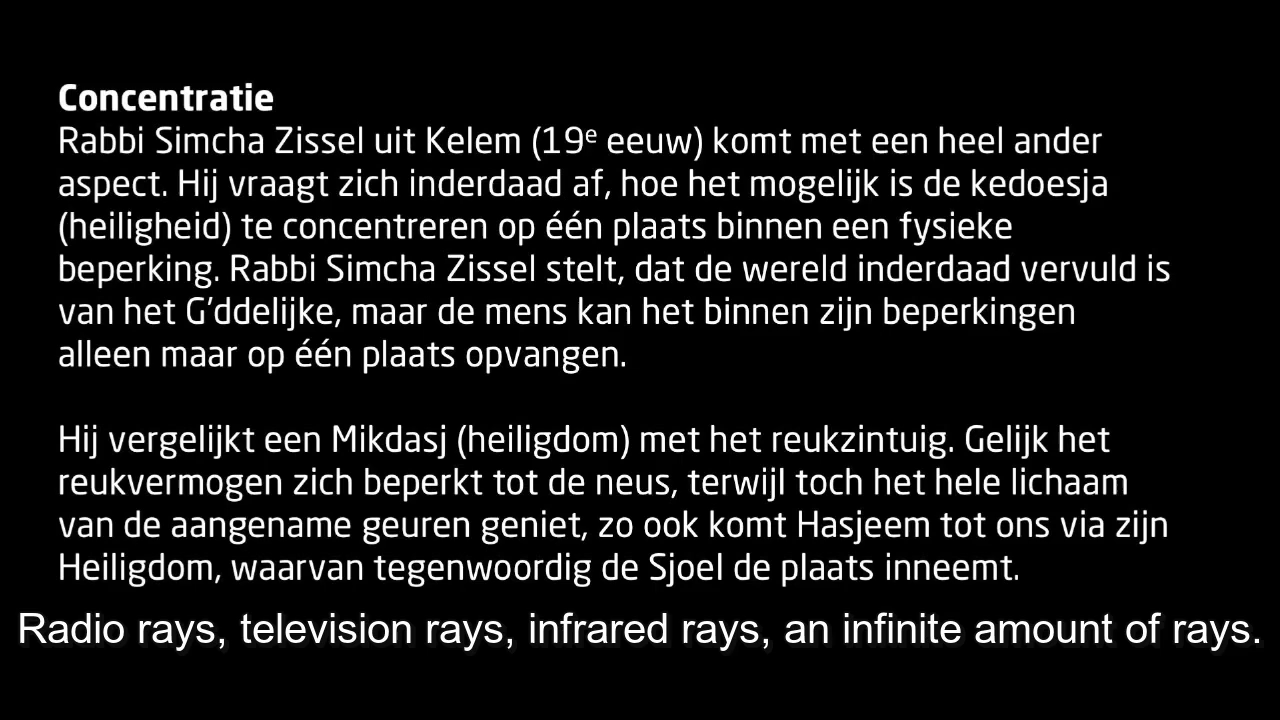 Concentratie
Rabbi Simcha Zissel uit Kelem (19e eeuw) komt met een heel ander
aspect. Hij vraagt zich inderdaad af, hoe het mogelijk is de kedoesja
(heiligheid) te concentreren op één plaats binnen een fysieke
beperking. Rabbi Simcha Zissel stelt, dat de wereld inderdaad vervuld is
van het G’ddelijke, maar de mens kan het binnen zijn beperkingen
alleen maar op één plaats opvangen.
Hij vergelijkt een Mikdasj (heiligdom) met het reukzintuig. Gelijk het
reukvermogen zich beperkt tot de neus, terwijl toch het hele lichaam
van de aangename geuren geniet, zo ook komt Hasjeem tot ons via zijn
Heiligdom, waarvan tegenwoordig de Sjoel de plaats inneemt.
Radio rays, television rays, infrared rays, an infinite amount of rays.